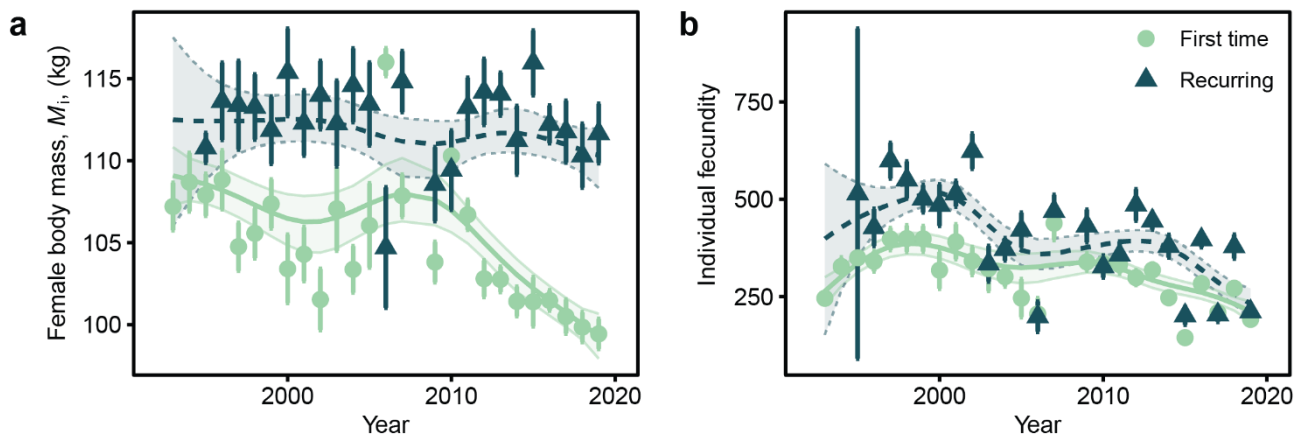 a
Female body mass, Mi, (kg)
115
110
105
100
2000
2010
2020
Year
b
Individual fecundity
750
500
250
2000
2010
2020
Year
First time
Recurring